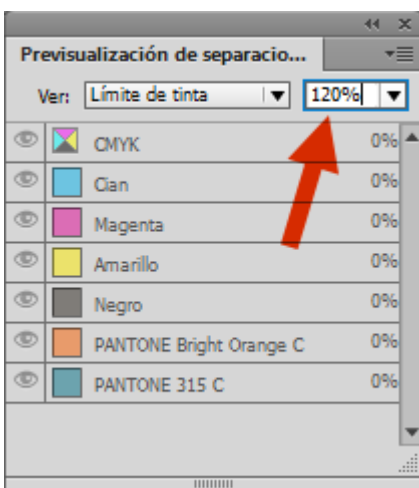 Previsualización de separacio...
Ver: Límite de tinta 120%
CMYK 0%
Cian 0%
Magenta 0%
Amarillo 0%
Negro 0%
PANTONE Bright Orange C 0%
PANTONE 315 C 0%